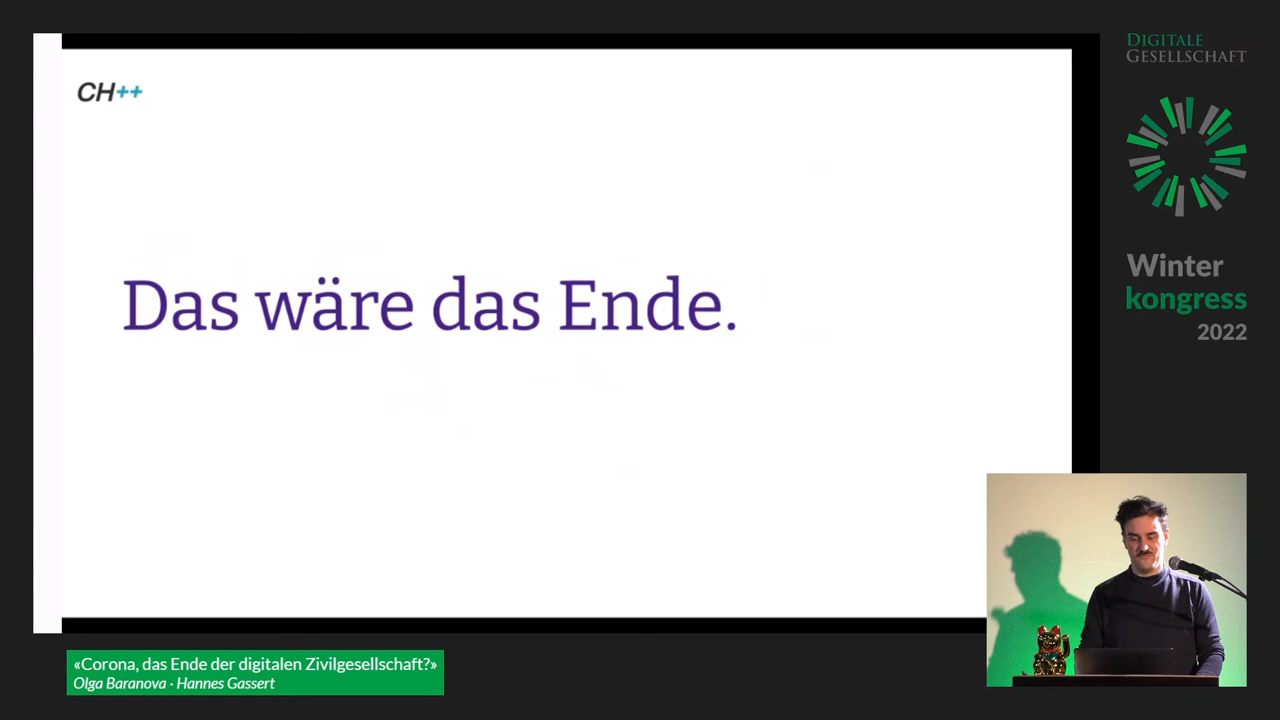 CH++
Das wäre das Ende.
DIGITALE
GESELLSCHAFT
Winter
kongress
2022
«Corona, das Ende der digitalen Zivilgesellschaft?»
Olga Baranova · Hannes Gassert